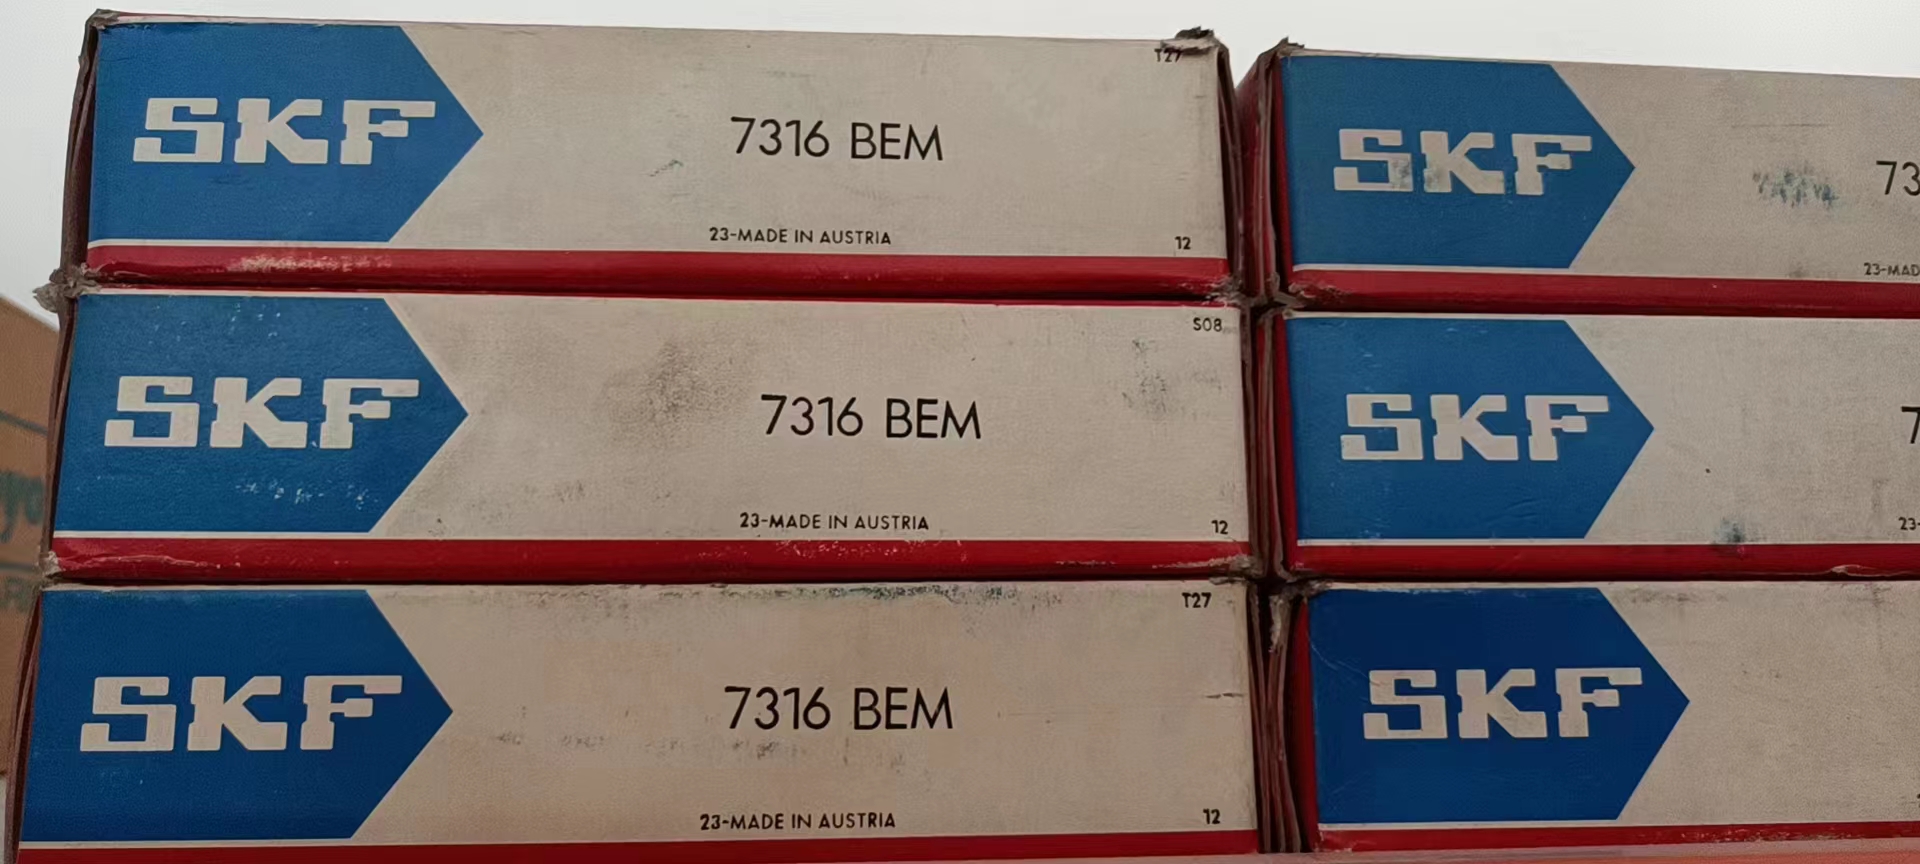 SKF
T27
7316 BEM
23-MADE IN AUSTRIA
12
SKF
S08
7316 BEM
23-MADE IN AUSTRIA
12
SKF
T27
7316 BEM
23-MADE IN AUSTRIA
12
SKF
73
23-MAD
SKF
7
23-
SKF